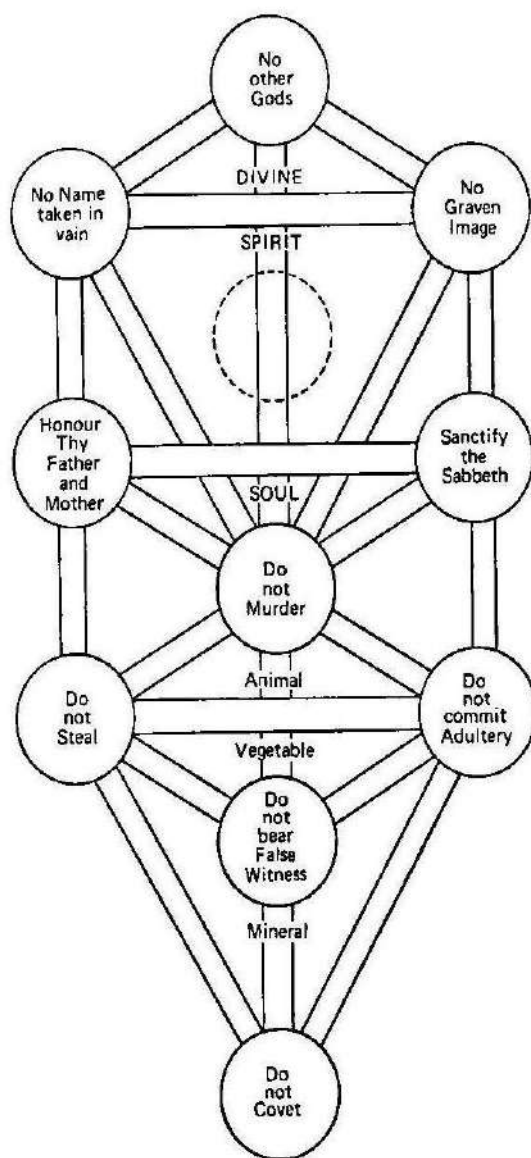 No
other
Gods
DIVINE
No Name
taken in
vain
No
Graven
Image
SPIRIT
Honour
Thy
Father
and
Mother
Sanctify
the
Sabbeth
SOUL
Do
not
Murder
Animal
Do
not
Steal
Do
not
commit
Adultery
Vegetable
Do
not
bear
False
Witness
Mineral
Do
not
Covet